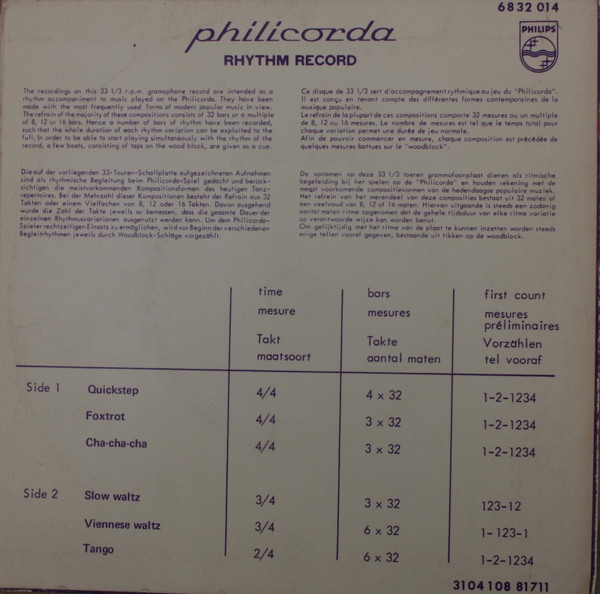 6832 014
philicorda
RHYTHM RECORD
PHILIPS
The recordings on this 33 1/3 r.p.m. gramophone record are intended as a
rhythm accompaniment to music played on the Philicorda. They have been
made with the most frequently used forms of modern popular music in view.
The refrain of the majority of these compositions consists of 32 bars or a multiple
of 8, 12 or 16 bars. Hence a number of bars of rhythm have been recorded,
such that the whole duration of each rhythm variation can be exploited to the
full. In order to be able to start playing simultaneously with the rhythm of the
record, a few beats, consisting of taps on the wood block, are given as a cue.
Ce disque de 33 1/3 sert d'accompagnement rythmique au jeu du "Philicorda".
Il est conçu en tenant compte des différentes formes contemporaines de la
musique populaire.
Le refrain de la plupart de ces compositions comporte 32 mesures ou un multiple
de 8, 12 ou 16 mesures. Le nombre de mesures est tel que le temps total pour
chaque variation permet une durée de jeu normale.
Afin de pouvoir commencer en mesure, chaque composition est précédée de
quelques mesures battues sur le "woodblock".
Die auf der vorliegenden 33-Touren-Schallplatte aufgezeichneten Aufnahmen
sind als rhythmische Begleitung beim Philicorda-Spiel gedacht und berück-
sichtigen die meistvorkommenden Kompositionsformen des heutigen Tanz-
repertoires. Bei der Mehrzahl dieser Kompositionen besteht der Refrain aus 32
Takten oder einem Vielfachen von 8, 12 oder 16 Takten. Davon ausgehend
wurde die Zahl der Takte jeweils so bemessen, dass die gesamte Dauer der
einzelnen Rhythmusvariationen ausgenutzt werden kann. Um den Philicorda-
Spieler rechtzeitigen Einsatz zu ermöglichen, wird vor Beginn der verschiedenen
Begleitrhythmen jeweils durch Woodblock-Schläge vorgezählt.
De opnamen op deze 33 1/3 toeren grammofoonplaat dienen als ritmische
begeleiding bij het spelen op de "Philicorda" en houden rekening met de
meest voorkomende compositievormen van de hedendaagse populaire muziek.
Het refrein van het merendeel van deze composities bestaat uit 32 maten of
een veelvoud van 8, 12 of 16 maten. Hiervan uitgaande is steeds een zodanig
aantal maten ritme opgenomen dat de gehele tijdsduur van elke ritme variatie
op verantwoorde wijze kan worden benut.
Om gelijktijdig met het ritme van de plaat te kunnen inzetten worden steeds
enige tellen vooraf gegeven, bestaande uit tikken op de woodblock.
time bars first count
mesure mesures mesures
préliminaires
Takt Takte Vorzählen
maatsoort aantal maten tel vooraf
Side 1 Quickstep 4/4 4 x 32 1-2-1234
Foxtrot 4/4 3 x 32 1-2-1234
Cha-cha-cha 4/4 3 x 32 1-2-1234
Side 2 Slow waltz 3/4 3 x 32 123-12
Viennese waltz 3/4 6 x 32 1- 123-1
Tango 2/4 6 x 32 1-2-1234
3104 108 81711